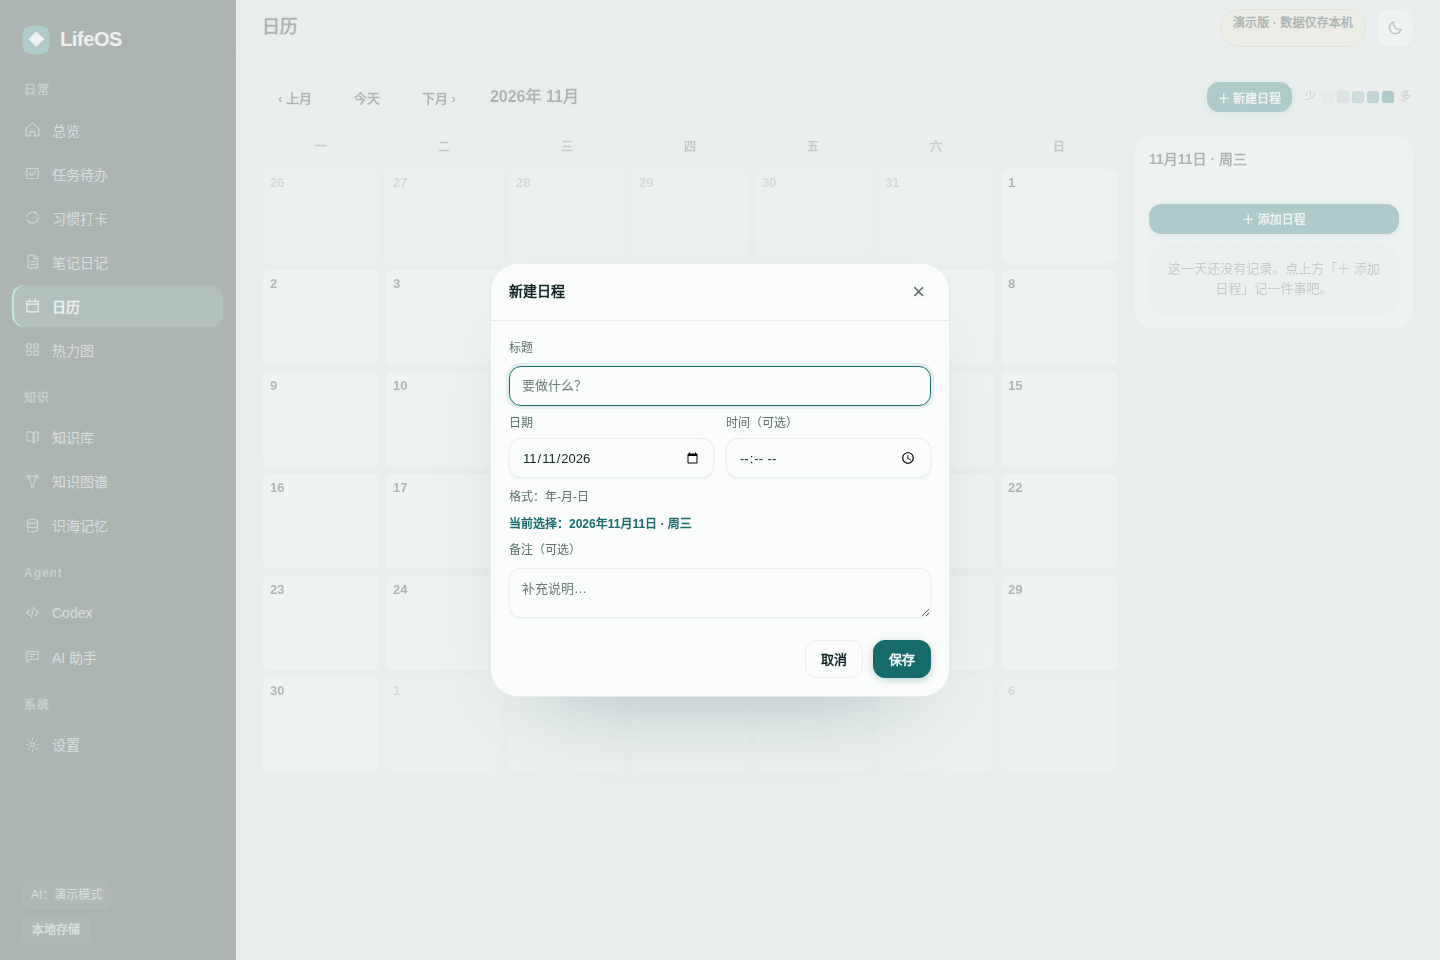 LifeOS
日常
总览
任务待办
习惯打卡
笔记日记
日历
热力图
知识
知识库
知识图谱
识海记忆
Agent
Codex
AI 助手
系统
设置
AI：演示模式
本地存储
日历
演示版 · 数据仅存本机
‹ 上月
今天
下月 ›
2026年 11月
＋ 新建日程
少
多
一 二 三 四 五 六 日
26 27 28 29 30 31 1
2 3 8
9 10 15
16 17 22
23 24 29
30 1 6
11月11日 · 周三
＋ 添加日程
这一天还没有记录。点上方「＋ 添加
日程」记一件事吧。
新建日程
×
标题
要做什么？
日期 时间（可选）
11/11/2026 --:-- --
格式：年-月-日
当前选择：2026年11月11日 · 周三
备注（可选）
补充说明…
取消 保存